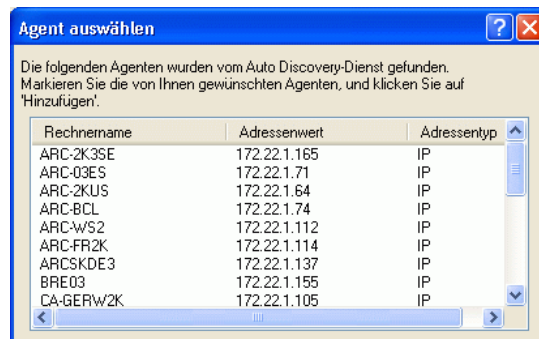 Agent auswählen
Die folgenden Agenten wurden vom Auto Discovery-Dienst gefunden.
Markieren Sie die von Ihnen gewünschten Agenten, und klicken Sie auf
'Hinzufügen'.
Rechnername Adressenwert Adressentyp
ARC-2K3SE 172.22.1.165 IP
ARC-03ES 172.22.1.71 IP
ARC-2KUS 172.22.1.64 IP
ARC-BCL 172.22.1.74 IP
ARC-WS2 172.22.1.112 IP
ARC-FR2K 172.22.1.114 IP
ARCSKDE3 172.22.1.137 IP
BRE03 172.22.1.155 IP
CA-GERW2K 172.22.1.105 IP